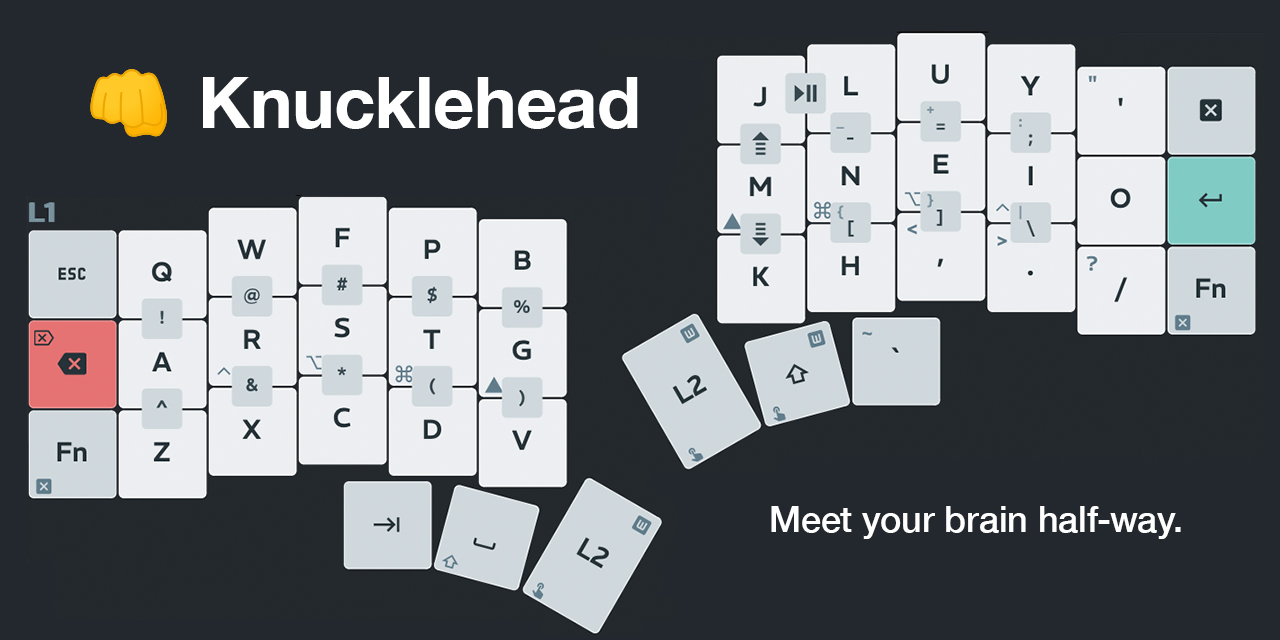 Knucklehead
L1
ESC Q W F P B
! @ # $ %
A R S T G
^ & * ( )
Fn Z X C D V
L2
J L U Y " '
_ - + = : ;
M N E I O
{ [ } ] | \
< >
K H , . ? / Fn
L2 ~ `
Meet your brain half-way.